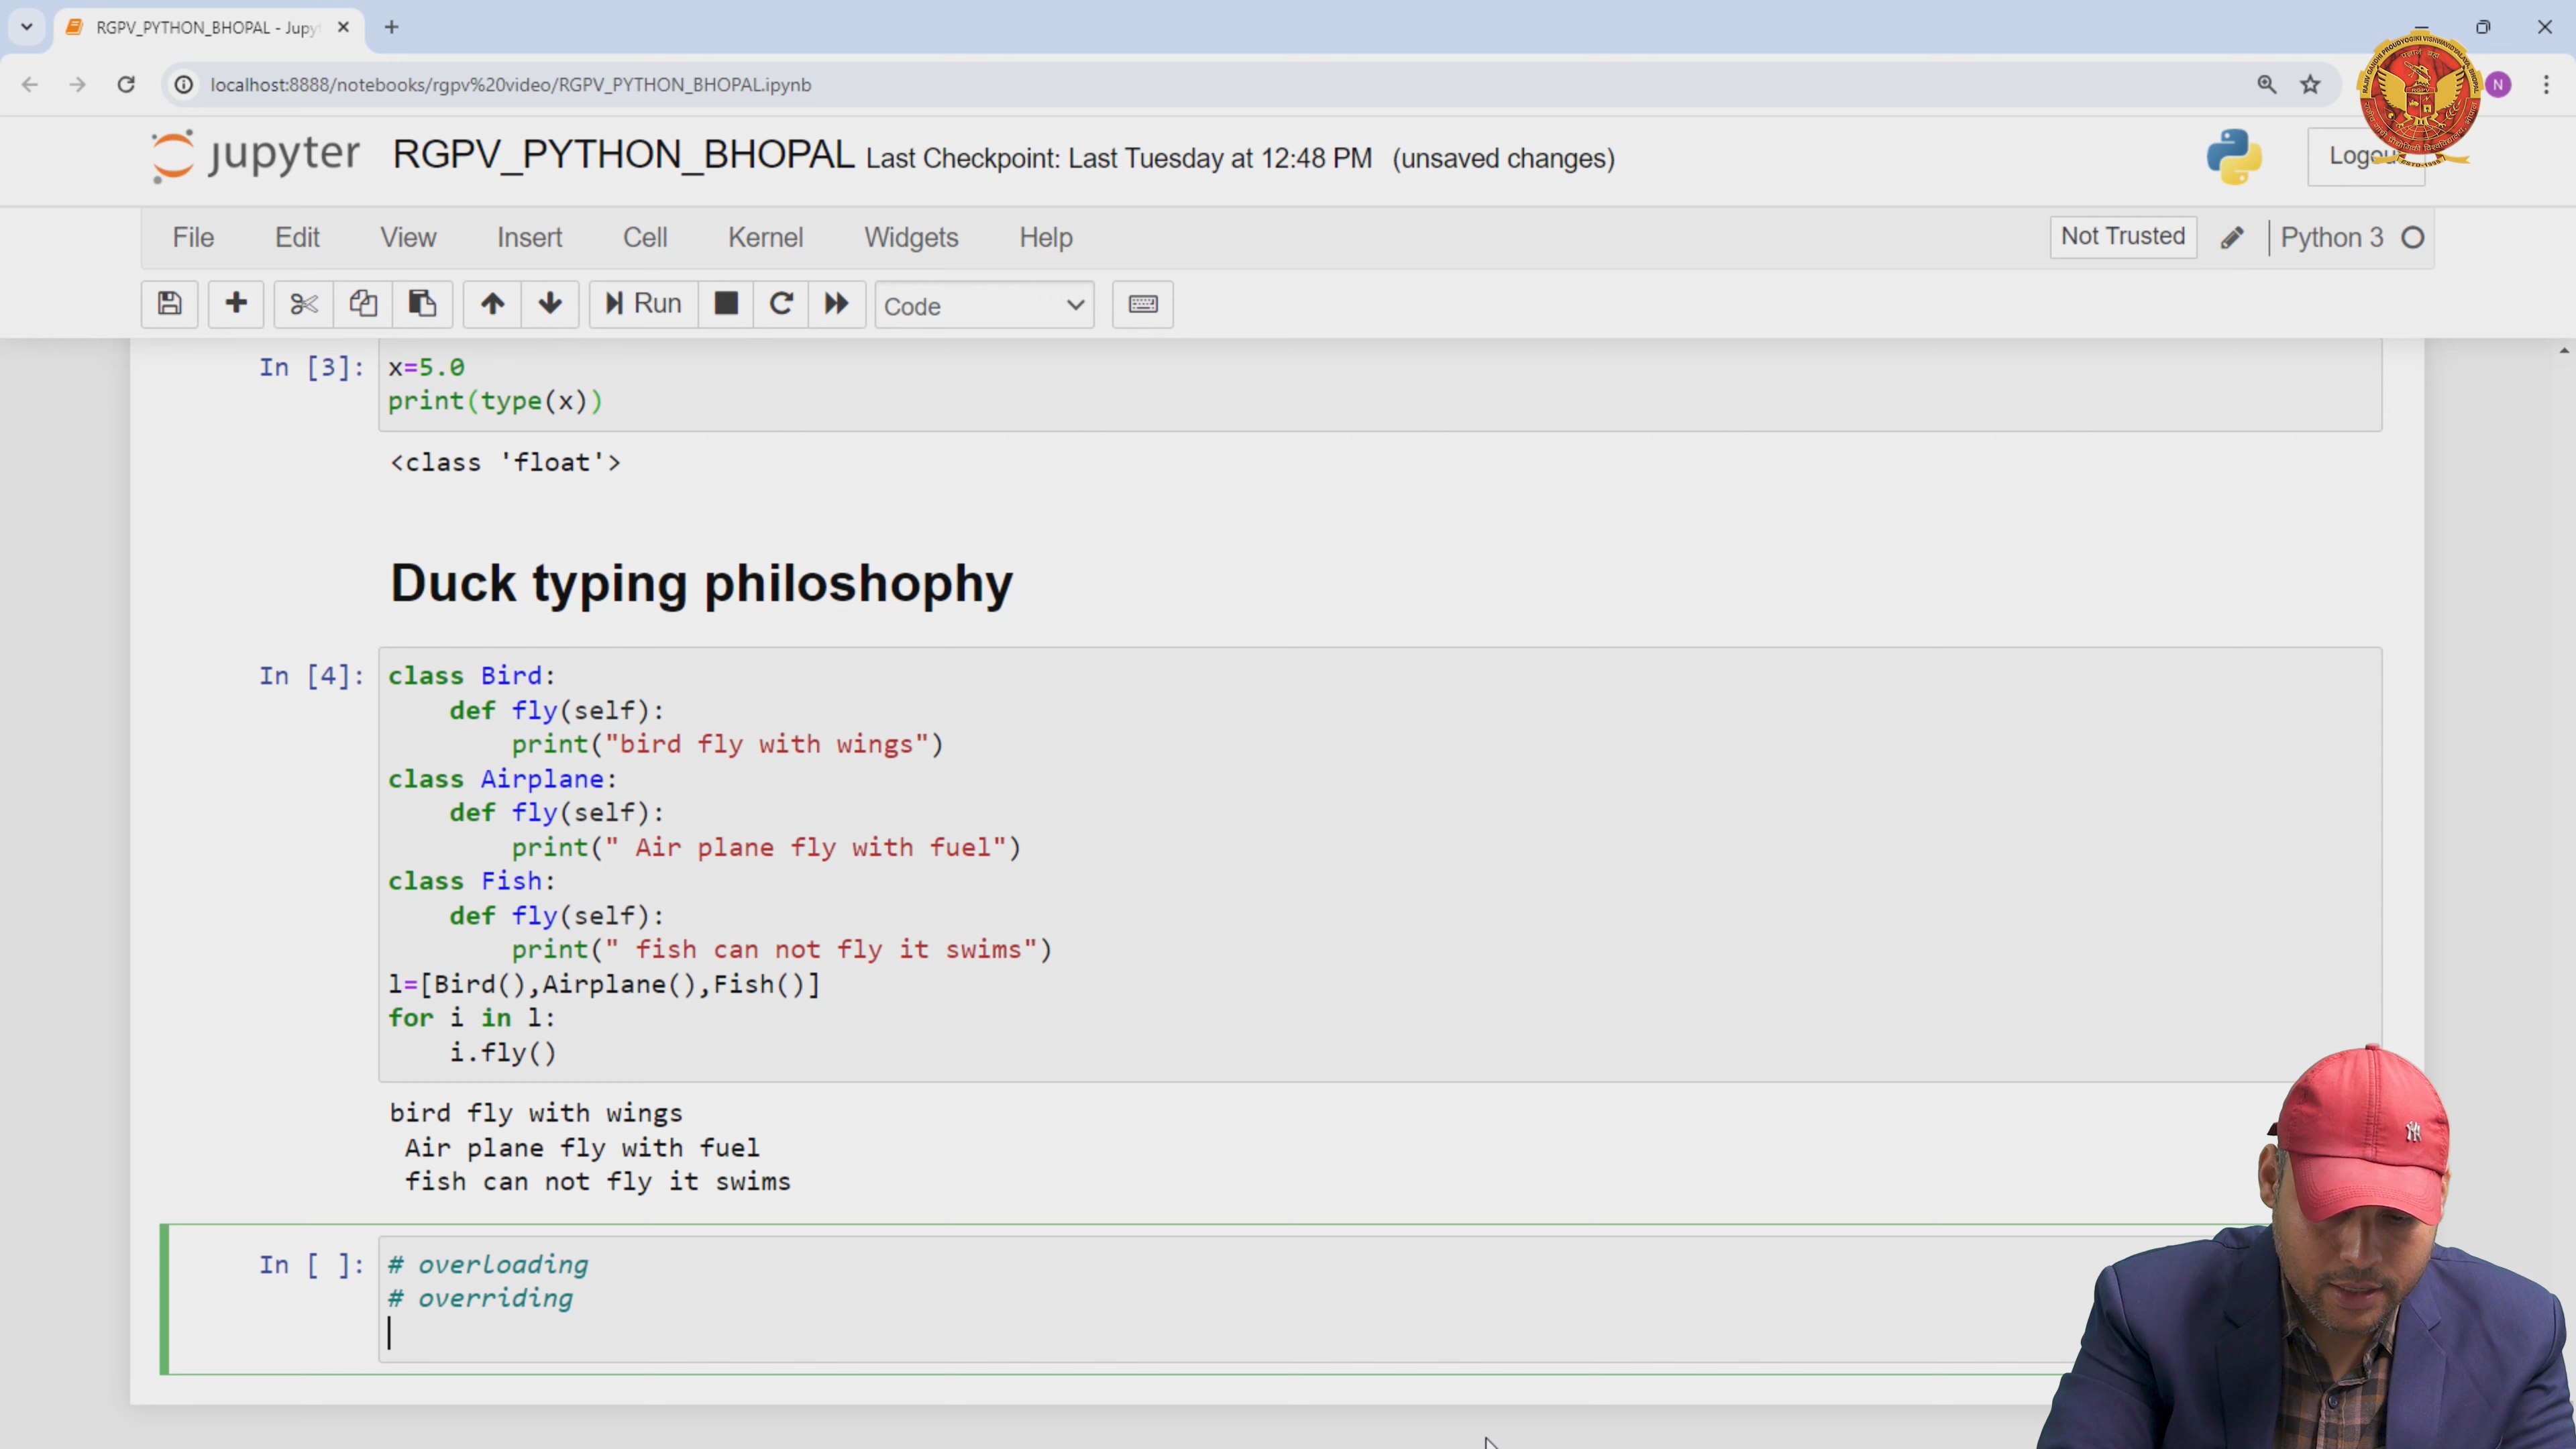 RGPV_PYTHON_BHOPAL - Jupy
localhost:8888/notebooks/rgpv%20video/RGPV_PYTHON_BHOPAL.ipynb
N
jupyter RGPV_PYTHON_BHOPAL Last Checkpoint: Last Tuesday at 12:48 PM (unsaved changes)
File Edit View Insert Cell Kernel Widgets Help
Not Trusted Python 3
Run Code
In [3]: x=5.0
print(type(x))
<class 'float'>
Duck typing philoshophy
In [4]: class Bird:
    def fly(self):
        print("bird fly with wings")
class Airplane:
    def fly(self):
        print(" Air plane fly with fuel")
class Fish:
    def fly(self):
        print(" fish can not fly it swims")
l=[Bird(),Airplane(),Fish()]
for i in l:
    i.fly()
bird fly with wings
 Air plane fly with fuel
 fish can not fly it swims
In [ ]: # overloading
# overriding